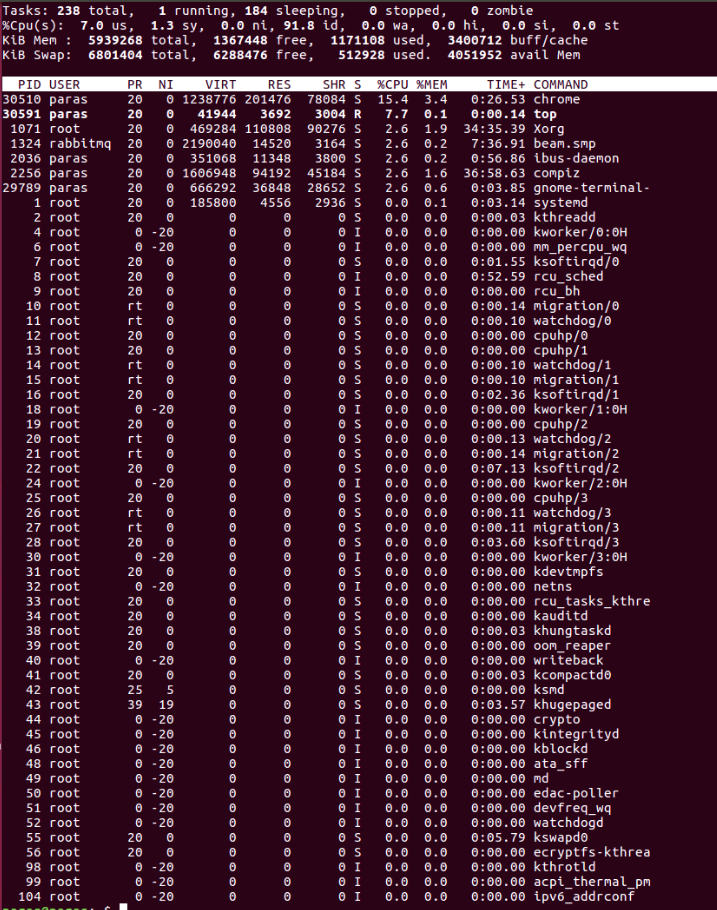 Tasks: 238 total,   1 running, 184 sleeping,   0 stopped,   0 zombie
%Cpu(s):  7.0 us,  1.3 sy,  0.0 ni, 91.8 id,  0.0 wa,  0.0 hi,  0.0 si,  0.0 st
KiB Mem :  5939268 total,  1367448 free,  1171108 used,  3400712 buff/cache
KiB Swap:  6801404 total,  6288476 free,   512928 used.  4051952 avail Mem
PID USER      PR  NI    VIRT    RES    SHR S  %CPU %MEM     TIME+ COMMAND
30510 paras     20   0 1238776 201476  78084 S  15.4  3.4   0:26.53 chrome
30591 paras     20   0   41944   3692   3004 R   7.7  0.1   0:00.14 top
1071 root      20   0  469284 110808  90276 S   2.6  1.9  34:35.39 Xorg
1324 rabbitmq  20   0 2190040  14520   3164 S   2.6  0.2   7:36.91 beam.smp
2036 paras     20   0  351068  11348   3800 S   2.6  0.2   0:56.86 ibus-daemon
2256 paras     20   0 1606948  94192  45184 S   2.6  1.6  36:58.63 compiz
29789 paras     20   0  666292  36848  28652 S   2.6  0.6   0:03.85 gnome-terminal-
1 root      20   0  185800   4556   2936 S   0.0  0.1   0:03.14 systemd
2 root      20   0       0      0      0 S   0.0  0.0   0:00.03 kthreadd
4 root       0 -20       0      0      0 I   0.0  0.0   0:00.00 kworker/0:0H
6 root       0 -20       0      0      0 I   0.0  0.0   0:00.00 mm_percpu_wq
7 root      20   0       0      0      0 S   0.0  0.0   0:01.55 ksoftirqd/0
8 root      20   0       0      0      0 I   0.0  0.0   0:52.59 rcu_sched
9 root      20   0       0      0      0 I   0.0  0.0   0:00.00 rcu_bh
10 root      rt   0       0      0      0 S   0.0  0.0   0:00.14 migration/0
11 root      rt   0       0      0      0 S   0.0  0.0   0:00.10 watchdog/0
12 root      20   0       0      0      0 S   0.0  0.0   0:00.00 cpuhp/0
13 root      20   0       0      0      0 S   0.0  0.0   0:00.00 cpuhp/1
14 root      rt   0       0      0      0 S   0.0  0.0   0:00.10 watchdog/1
15 root      rt   0       0      0      0 S   0.0  0.0   0:00.10 migration/1
16 root      20   0       0      0      0 S   0.0  0.0   0:02.36 ksoftirqd/1
18 root       0 -20       0      0      0 I   0.0  0.0   0:00.00 kworker/1:0H
19 root      20   0       0      0      0 S   0.0  0.0   0:00.00 cpuhp/2
20 root      rt   0       0      0      0 S   0.0  0.0   0:00.13 watchdog/2
21 root      rt   0       0      0      0 S   0.0  0.0   0:00.14 migration/2
22 root      20   0       0      0      0 S   0.0  0.0   0:07.13 ksoftirqd/2
24 root       0 -20       0      0      0 I   0.0  0.0   0:00.00 kworker/2:0H
25 root      20   0       0      0      0 S   0.0  0.0   0:00.00 cpuhp/3
26 root      rt   0       0      0      0 S   0.0  0.0   0:00.11 watchdog/3
27 root      rt   0       0      0      0 S   0.0  0.0   0:00.11 migration/3
28 root      20   0       0      0      0 S   0.0  0.0   0:03.60 ksoftirqd/3
30 root       0 -20       0      0      0 I   0.0  0.0   0:00.00 kworker/3:0H
31 root      20   0       0      0      0 S   0.0  0.0   0:00.00 kdevtmpfs
32 root       0 -20       0      0      0 I   0.0  0.0   0:00.00 netns
33 root      20   0       0      0      0 S   0.0  0.0   0:00.00 rcu_tasks_kthre
34 root      20   0       0      0      0 S   0.0  0.0   0:00.00 kauditd
38 root      20   0       0      0      0 S   0.0  0.0   0:00.03 khungtaskd
39 root      20   0       0      0      0 S   0.0  0.0   0:00.00 oom_reaper
40 root       0 -20       0      0      0 I   0.0  0.0   0:00.00 writeback
41 root      20   0       0      0      0 S   0.0  0.0   0:00.03 kcompactd0
42 root      25   5       0      0      0 S   0.0  0.0   0:00.00 ksmd
43 root      39  19       0      0      0 S   0.0  0.0   0:03.57 khugepaged
44 root       0 -20       0      0      0 I   0.0  0.0   0:00.00 crypto
45 root       0 -20       0      0      0 I   0.0  0.0   0:00.00 kintegrityd
46 root       0 -20       0      0      0 I   0.0  0.0   0:00.00 kblockd
48 root       0 -20       0      0      0 I   0.0  0.0   0:00.00 ata_sff
49 root       0 -20       0      0      0 I   0.0  0.0   0:00.00 md
50 root       0 -20       0      0      0 I   0.0  0.0   0:00.00 edac-poller
51 root       0 -20       0      0      0 I   0.0  0.0   0:00.00 devfreq_wq
52 root       0 -20       0      0      0 I   0.0  0.0   0:00.00 watchdogd
55 root      20   0       0      0      0 S   0.0  0.0   0:05.79 kswapd0
56 root      20   0       0      0      0 S   0.0  0.0   0:00.00 ecryptfs-kthrea
98 root       0 -20       0      0      0 I   0.0  0.0   0:00.00 kthrotld
99 root       0 -20       0      0      0 I   0.0  0.0   0:00.00 acpi_thermal_pm
104 root       0 -20       0      0      0 I   0.0  0.0   0:00.00 ipv6_addrconf